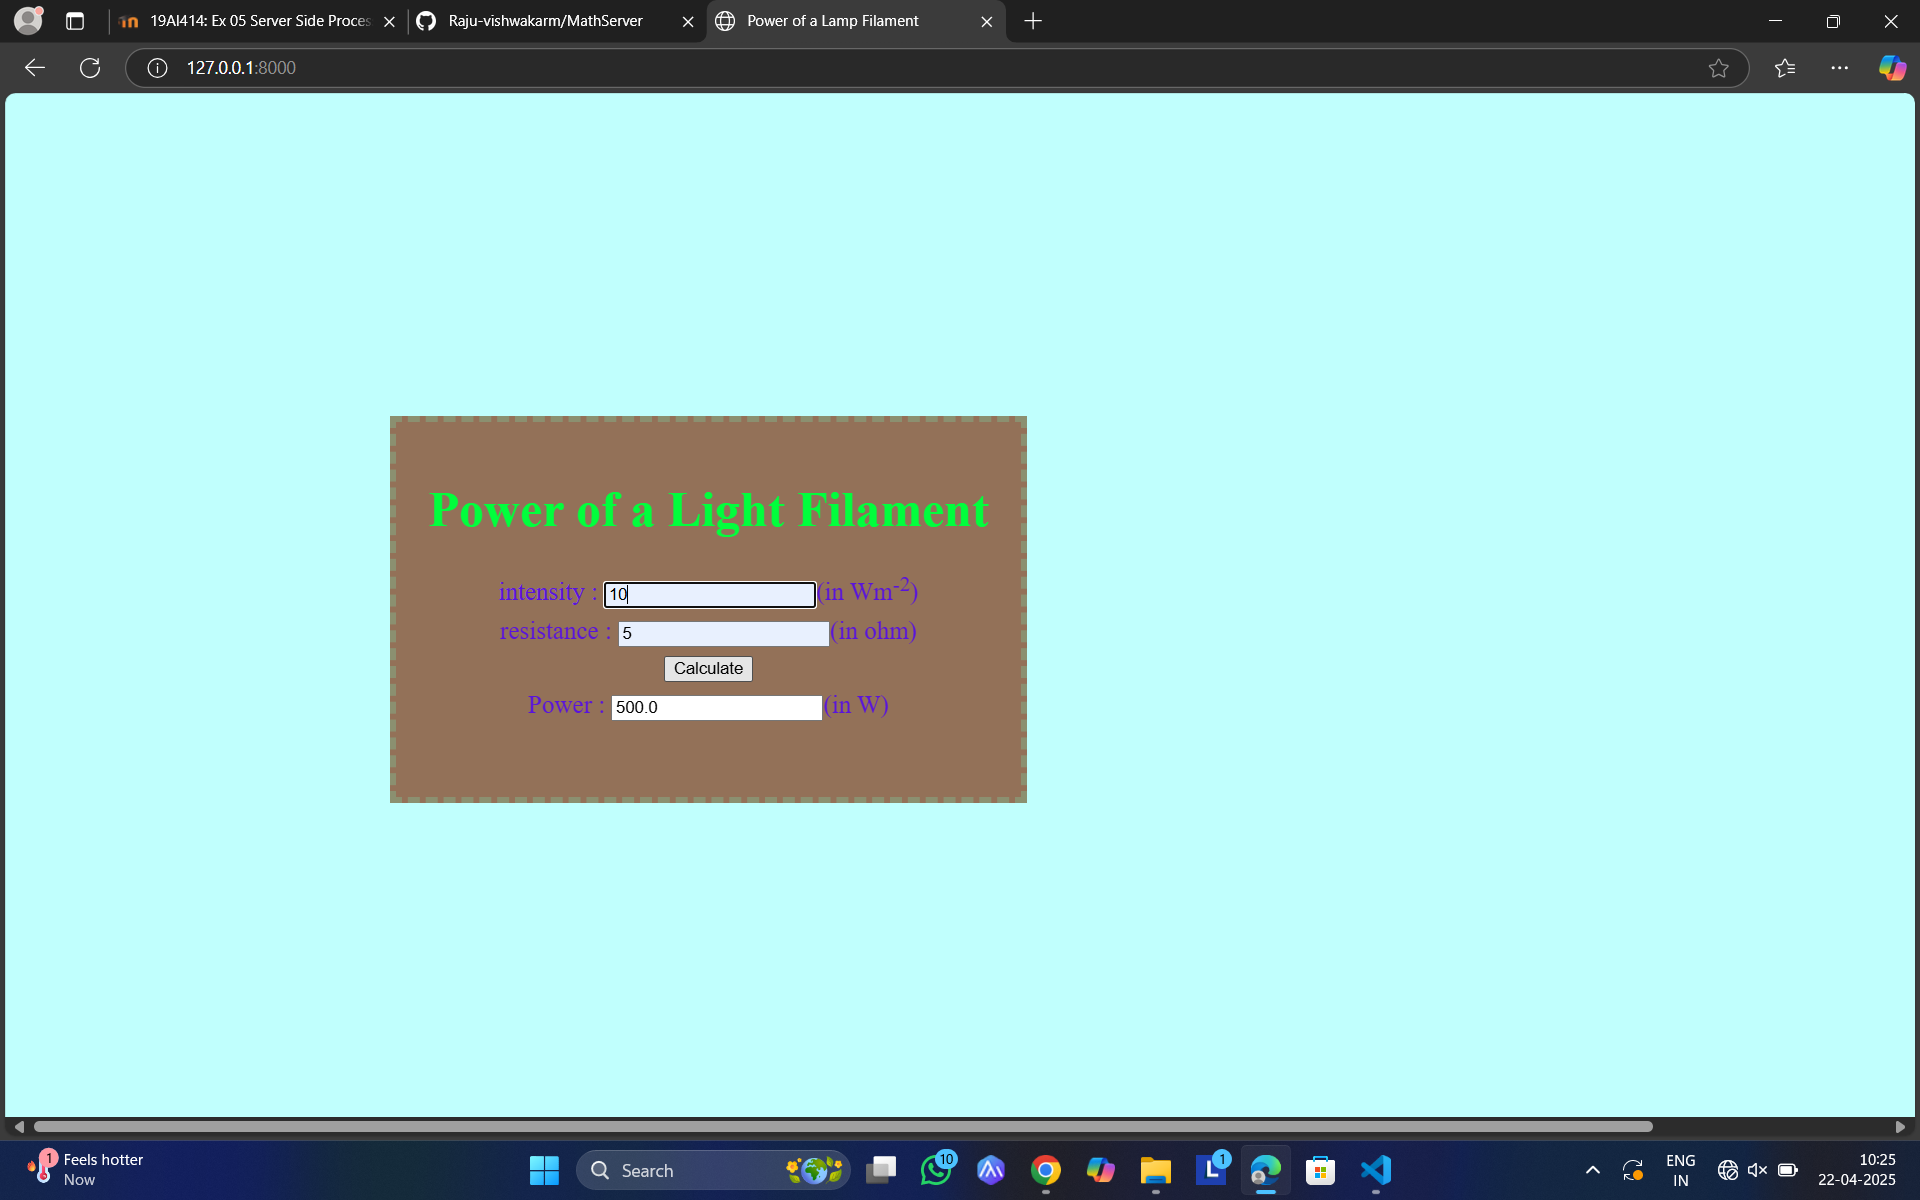 19AI414: Ex 05 Server Side Proces
Raju-vishwakarm/MathServer
Power of a Lamp Filament
127.0.0.1:8000
Power of a Light Filament
intensity : 10 (in Wm-2)
resistance : 5 (in ohm)
Calculate
Power : 500.0 (in W)
1
Feels hotter
Now
Search
10
L
1
ENG
IN
10:25
22-04-2025